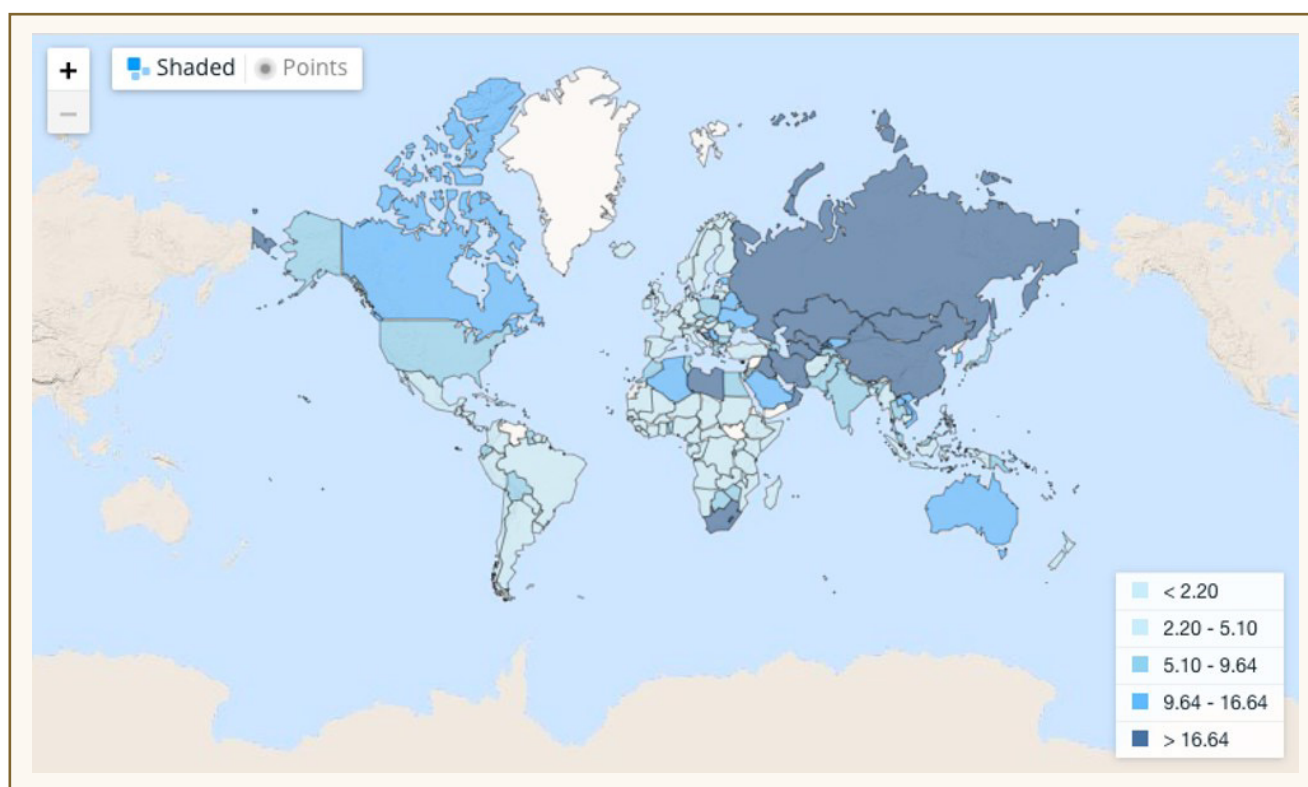 +
Shaded Points
−
< 2.20
2.20 - 5.10
5.10 - 9.64
9.64 - 16.64
> 16.64